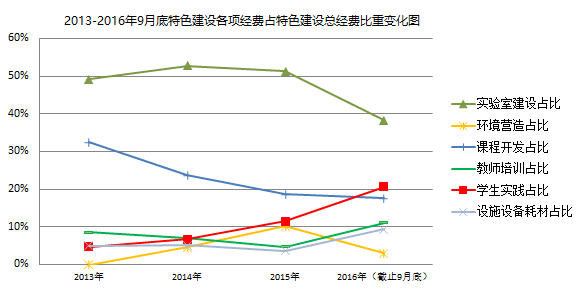 2013-2016年9月底特色建设各项经费占特色建设总经费比重变化图
60%
50%
40%
30%
20%
10%
0%
2013年
2014年
2015年
2016年（截止9月底）
实验室建设占比
环境营造占比
课程开发占比
教师培训占比
学生实践占比
设施设备耗材占比